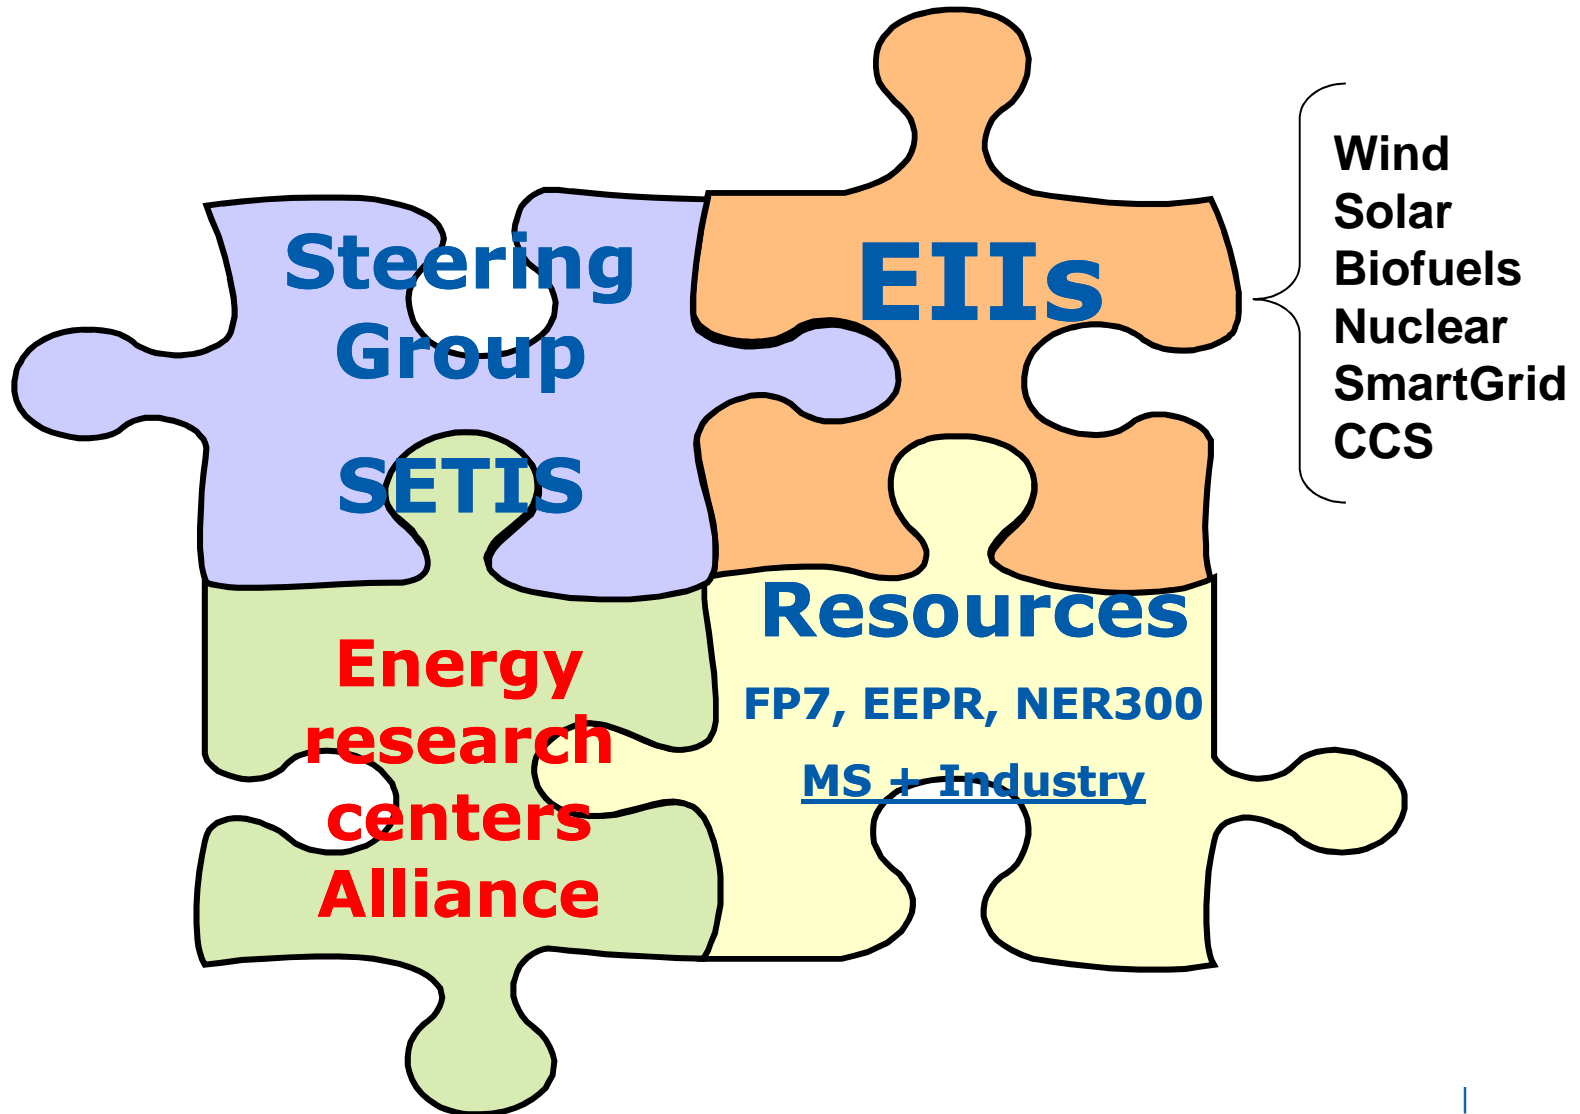 Steering
Group
SETIS
EIIs
Wind
Solar
Biofuels
Nuclear
SmartGrid
CCS
Energy
research
centers
Alliance
Resources
FP7, EEPR, NER300
MS + Industry
|